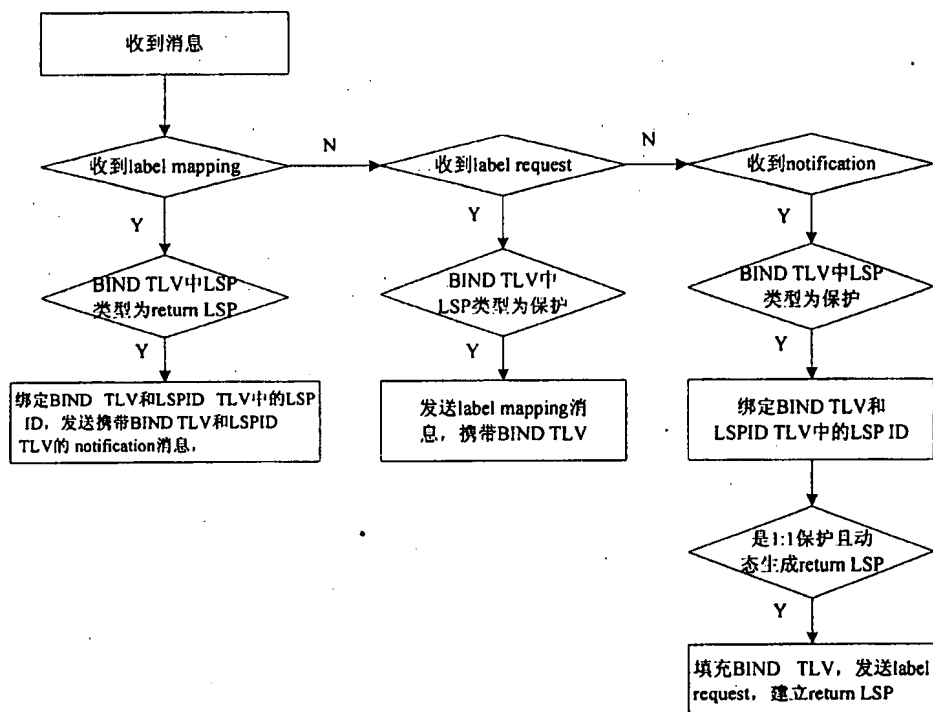 收到消息
收到label mapping
N
收到label request
N
收到notification
Y
Y
Y
BIND TLV中LSP
类型为return LSP
BIND TLV中
LSP类型为保护
BIND TLV中LSP
类型为保护
Y
Y
Y
绑定BIND TLV和LSPID TLV中的LSP
ID，发送携带BIND TLV和LSPID
TLV的 notification消息，
发送label mapping消
息，携带BIND TLV
绑定BIND TLV和
LSPID TLV中的LSP ID
是1:1保护且动
态生成return LSP
Y
填充BIND TLV，发送label
request，建立return LSP